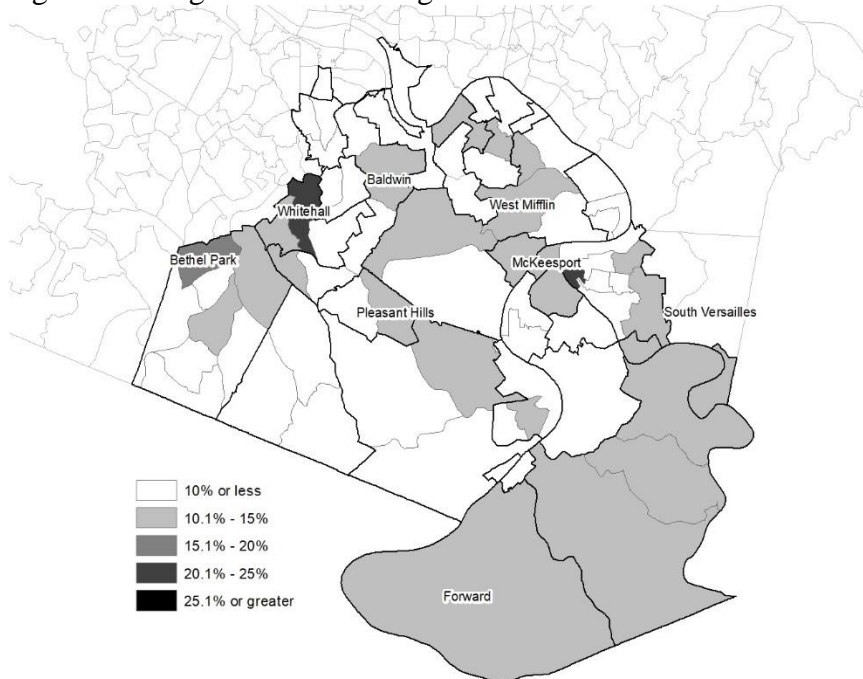 Baldwin
Whitehall
West Mifflin
Bethel Park
McKeesport
Pleasant Hills
South Versailles
10% or less
10.1% - 15%
15.1% - 20%
20.1% - 25%
25.1% or greater
Forward